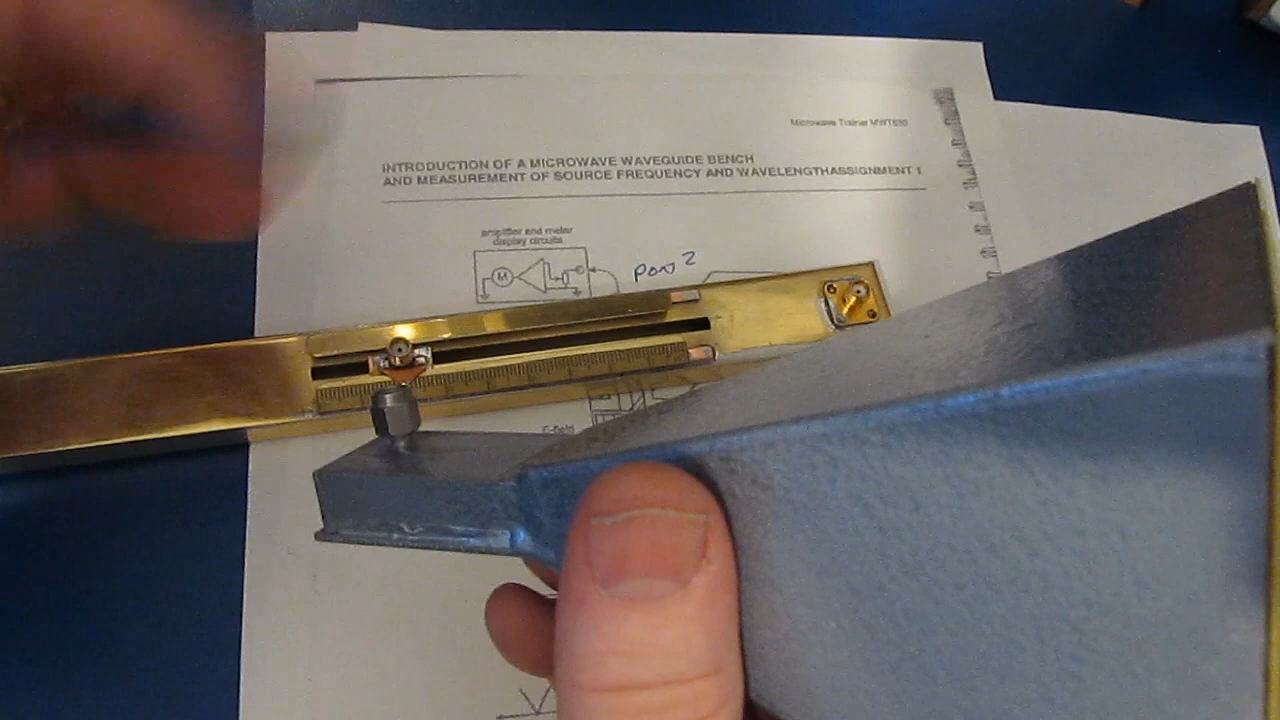 Microwave Trainer MWT530
INTRODUCTION OF A MICROWAVE WAVEGUIDE BENCH
AND MEASUREMENT OF SOURCE FREQUENCY AND WAVELENGTHASSIGNMENT 1
amplifier and meter
display circuits
M
Port 2
E-field
V